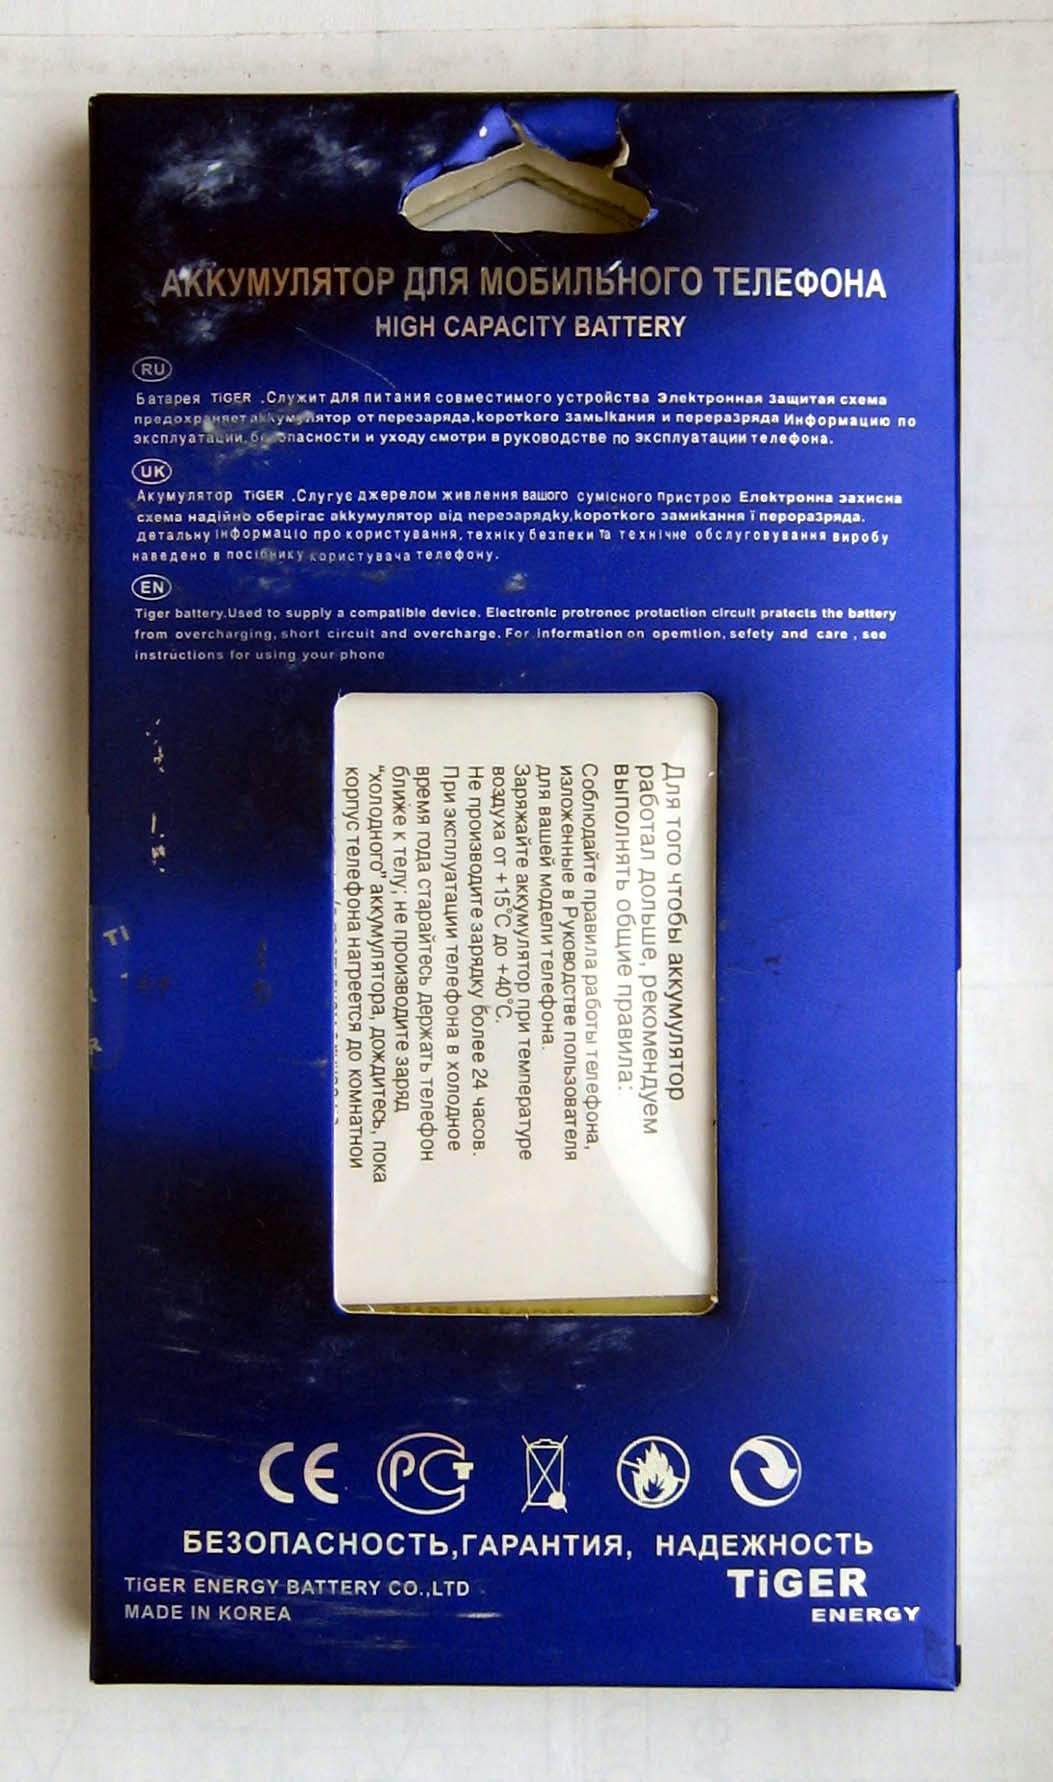 АККУМУЛЯТОР ДЛЯ МОБИЛЬНОГО ТЕЛЕФОНА
HIGH CAPACITY BATTERY
RU
Батарея TiGER .Служит для питания совместимого устройства Электронная защитая схема
предохраняет аккумулятор от перезаряда,короткого замыкания и переразряда Информацию по
эксплуатации,безопасности и уходу смотри в руководстве по эксплуатации телефона.
UK
Акумулятор TiGER .Слугує джерелом живлення вашого сумісного пристрою Електронна захисна
схема надійно оберігас аккумулятор від перезарядку,короткого замикання ї пероразряда.
детальну інформаціо про користування, техніку безпеки та технічне обслуговування виробу
наведено в посібнику користувача телефону.
EN
Tiger battery.Used to supply a compatible device. Electronic protronoc protaction circuit pratects the battery
from overcharging, short circuit and overcharge. For information on opemtion, sefety and care , see
instructions for using your phone
TI
Для того чтобы аккумулятор
работал дольше, рекомендуем
выполнять общие правила:
Соблюдайте правила работы телефона,
изложенные в Руководстве пользователя
для вашей модели телефона.
Заряжайте аккумулятор при температуре
воздуха от +15°С до +40°С.
Не производите зарядку более 24 часов.
При эксплуатации телефона в холодное
время года старайтесь держать телефон
ближе к телу; не производите заряд
"холодного" аккумулятора, дождитесь, пока
корпус телефона нагреется до комнатной
MADE IN KOREA
CE РСТ
БЕЗОПАСНОСТЬ,ГАРАНТИЯ, НАДЕЖНОСТЬ
TiGER ENERGY BATTERY CO.,LTD
MADE IN KOREA
TiGER
ENERGY